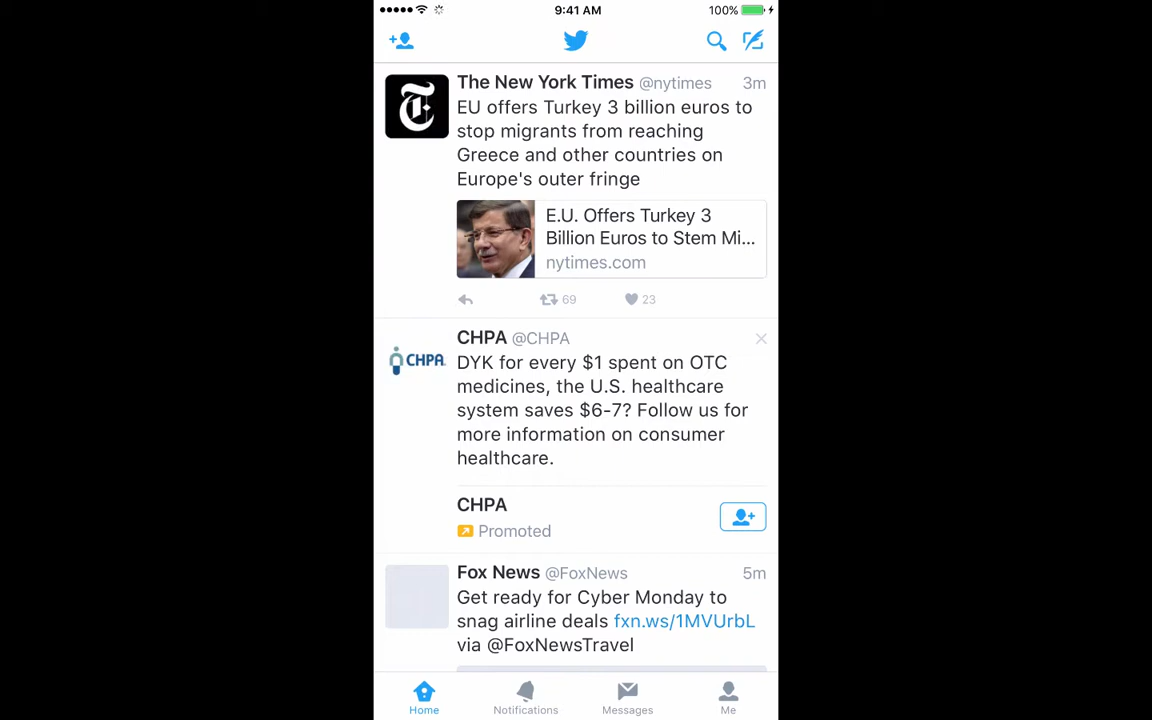 9:41 AM
100%
The New York Times @nytimes 3m
EU offers Turkey 3 billion euros to
stop migrants from reaching
Greece and other countries on
Europe's outer fringe
E.U. Offers Turkey 3
Billion Euros to Stem Mi...
nytimes.com
69 23
CHPA @CHPA
CHPA
DYK for every $1 spent on OTC
medicines, the U.S. healthcare
system saves $6-7? Follow us for
more information on consumer
healthcare.
CHPA
Promoted
Fox News @FoxNews 5m
Get ready for Cyber Monday to
snag airline deals fxn.ws/1MVUrbL
via @FoxNewsTravel
Home Notifications Messages Me